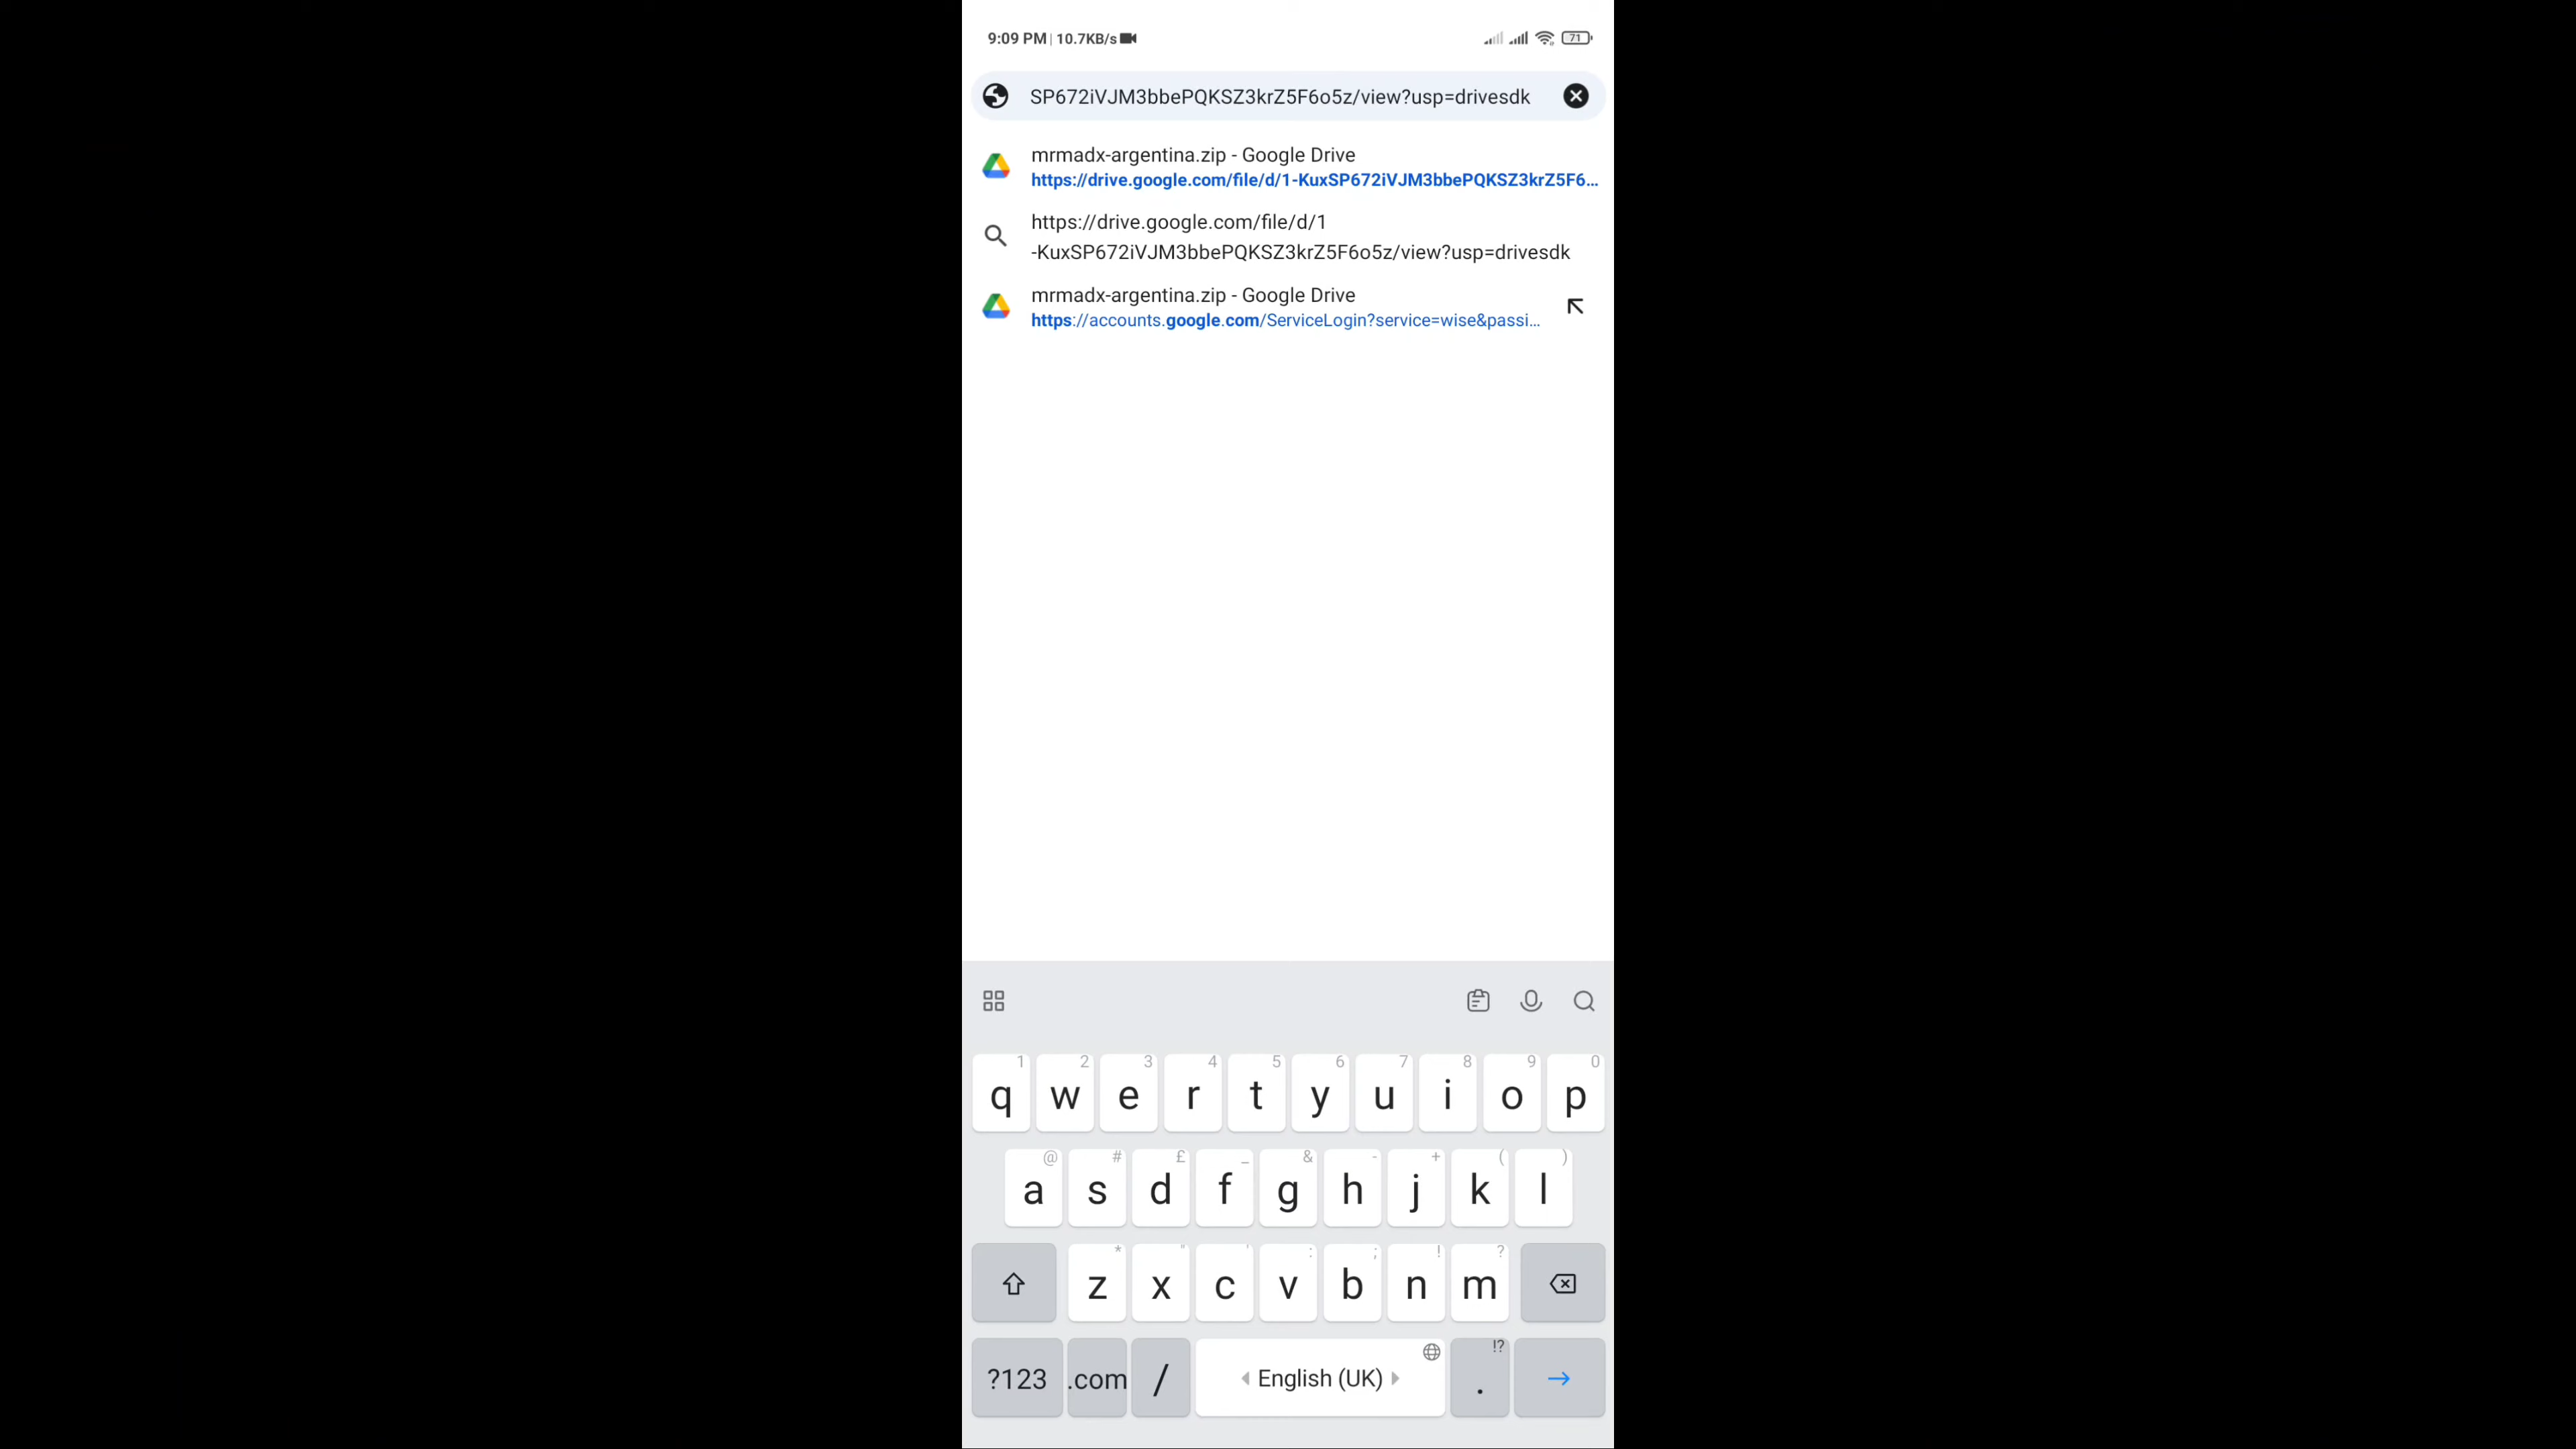 9:09 PM | 10.7KB/s
71
SP672iVJM3bbePQKSZ3krZ5F6o5z/view?usp=drivesdk
mrmadx-argentina.zip - Google Drive
https://drive.google.com/file/d/1-KuxSP672iVJM3bbePQKSZ3krZ5F6...
https://drive.google.com/file/d/1
-KuxSP672iVJM3bbePQKSZ3krZ5F6o5z/view?usp=drivesdk
mrmadx-argentina.zip - Google Drive
https://accounts.google.com/ServiceLogin?service=wise&passi...
1 2 3 4 5 6 7 8 9 0
q w e r t y u i o p
@ # £ _ & - + ( )
a s d f g h j k l
* " ' : ; ! ?
z x c v b n m
!?
?123 .com / English (UK) .